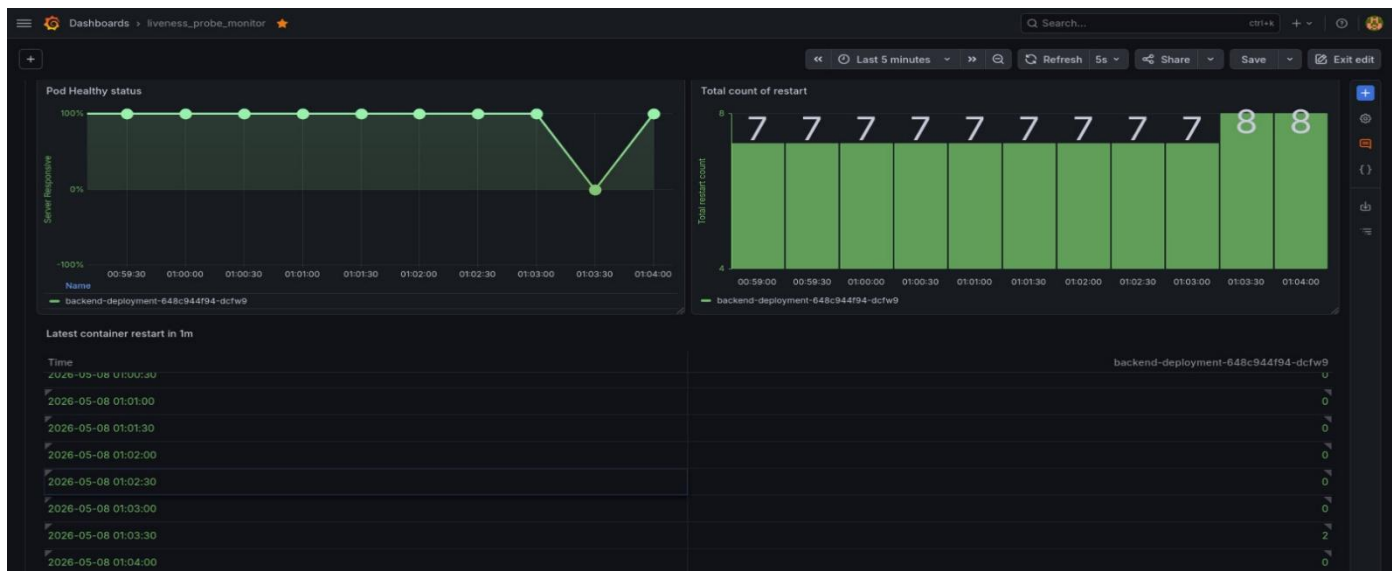 Dashboards › liveness_probe_monitor
Search... ctrl+k
Last 5 minutes Refresh 5s Share Save Exit edit
Pod Healthy status
100%
0%
-100%
Server Responsive
00:59:30 01:00:00 01:00:30 01:01:00 01:01:30 01:02:00 01:02:30 01:03:00 01:03:30 01:04:00
Name
backend-deployment-648c944f94-dcfw9
Total count of restart
8
4
Total restart count
7 7 7 7 7 7 7 7 7 8 8
00:59:00 00:59:30 01:00:00 01:00:30 01:01:00 01:01:30 01:02:00 01:02:30 01:03:00 01:03:30 01:04:00
backend-deployment-648c944f94-dcfw9
Latest container restart in 1m
Time backend-deployment-648c944f94-dcfw9
2026-05-08 01:00:30 0
2026-05-08 01:01:00 0
2026-05-08 01:01:30 0
2026-05-08 01:02:00 0
2026-05-08 01:02:30 0
2026-05-08 01:03:00 0
2026-05-08 01:03:30 2
2026-05-08 01:04:00 0